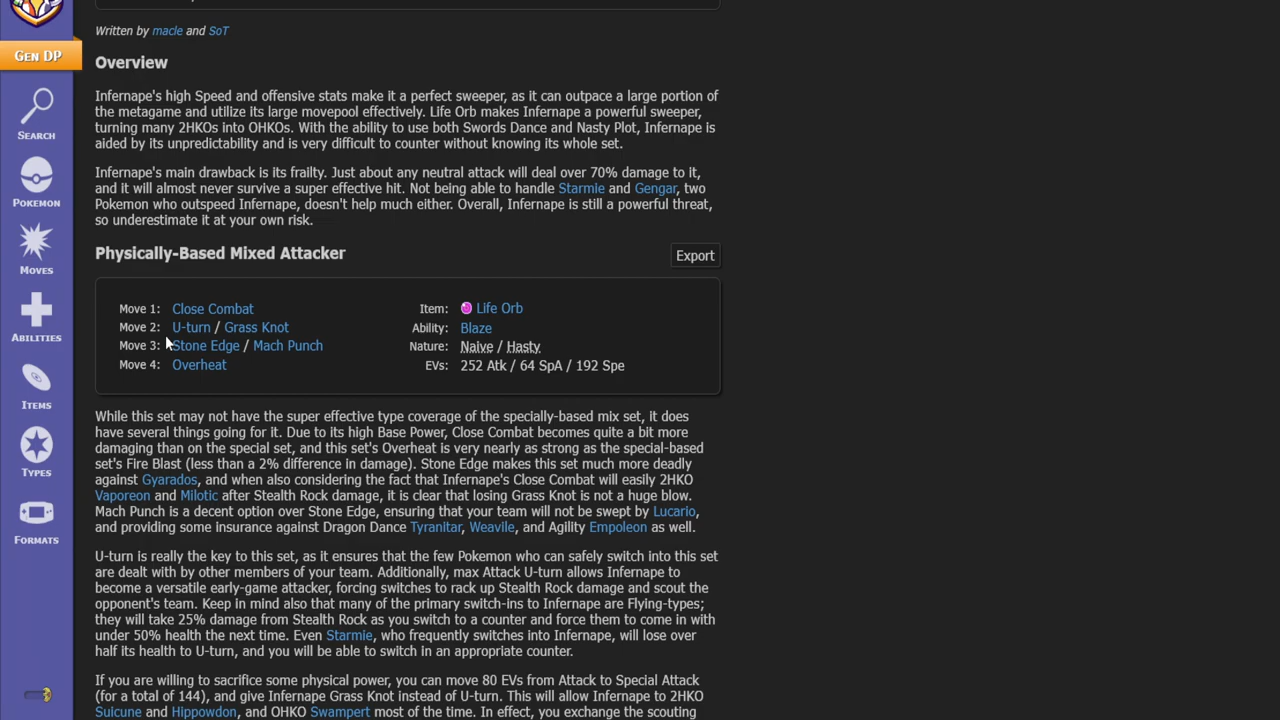 GEN DP
SEARCH
POKEMON
MOVES
ABILITIES
ITEMS
TYPES
FORMATS
Written by macle and SoT
Overview
Infernape's high Speed and offensive stats make it a perfect sweeper, as it can outpace a large portion of
the metagame and utilize its large movepool effectively. Life Orb makes Infernape a powerful sweeper,
turning many 2HKOs into OHKOs. With the ability to use both Swords Dance and Nasty Plot, Infernape is
aided by its unpredictability and is very difficult to counter without knowing its whole set.
Infernape's main drawback is its frailty. Just about any neutral attack will deal over 70% damage to it,
and it will almost never survive a super effective hit. Not being able to handle Starmie and Gengar, two
Pokemon who outspeed Infernape, doesn't help much either. Overall, Infernape is still a powerful threat,
so underestimate it at your own risk.
Physically-Based Mixed Attacker
Export
Move 1: Close Combat
Move 2: U-turn / Grass Knot
Move 3: Stone Edge / Mach Punch
Move 4: Overheat
Item: Life Orb
Ability: Blaze
Nature: Naive / Hasty
EVs: 252 Atk / 64 SpA / 192 Spe
While this set may not have the super effective type coverage of the specially-based mix set, it does
have several things going for it. Due to its high Base Power, Close Combat becomes quite a bit more
damaging than on the special set, and this set's Overheat is very nearly as strong as the special-based
set's Fire Blast (less than a 2% difference in damage). Stone Edge makes this set much more deadly
against Gyarados, and when also considering the fact that Infernape's Close Combat will easily 2HKO
Vaporeon and Milotic after Stealth Rock damage, it is clear that losing Grass Knot is not a huge blow.
Mach Punch is a decent option over Stone Edge, ensuring that your team will not be swept by Lucario,
and providing some insurance against Dragon Dance Tyranitar, Weavile, and Agility Empoleon as well.
U-turn is really the key to this set, as it ensures that the few Pokemon who can safely switch into this set
are dealt with by other members of your team. Additionally, max Attack U-turn allows Infernape to
become a versatile early-game attacker, forcing switches to rack up Stealth Rock damage and scout the
opponent's team. Keep in mind also that many of the primary switch-ins to Infernape are Flying-types;
they will take 25% damage from Stealth Rock as you switch to a counter and force them to come in with
under 50% health the next time. Even Starmie, who frequently switches into Infernape, will lose over
half its health to U-turn, and you will be able to switch in an appropriate counter.
If you are willing to sacrifice some physical power, you can move 80 EVs from Attack to Special Attack
(for a total of 144), and give Infernape Grass Knot instead of U-turn. This will allow Infernape to 2HKO
Suicune and Hippowdon, and OHKO Swampert most of the time. In effect, you exchange the scouting